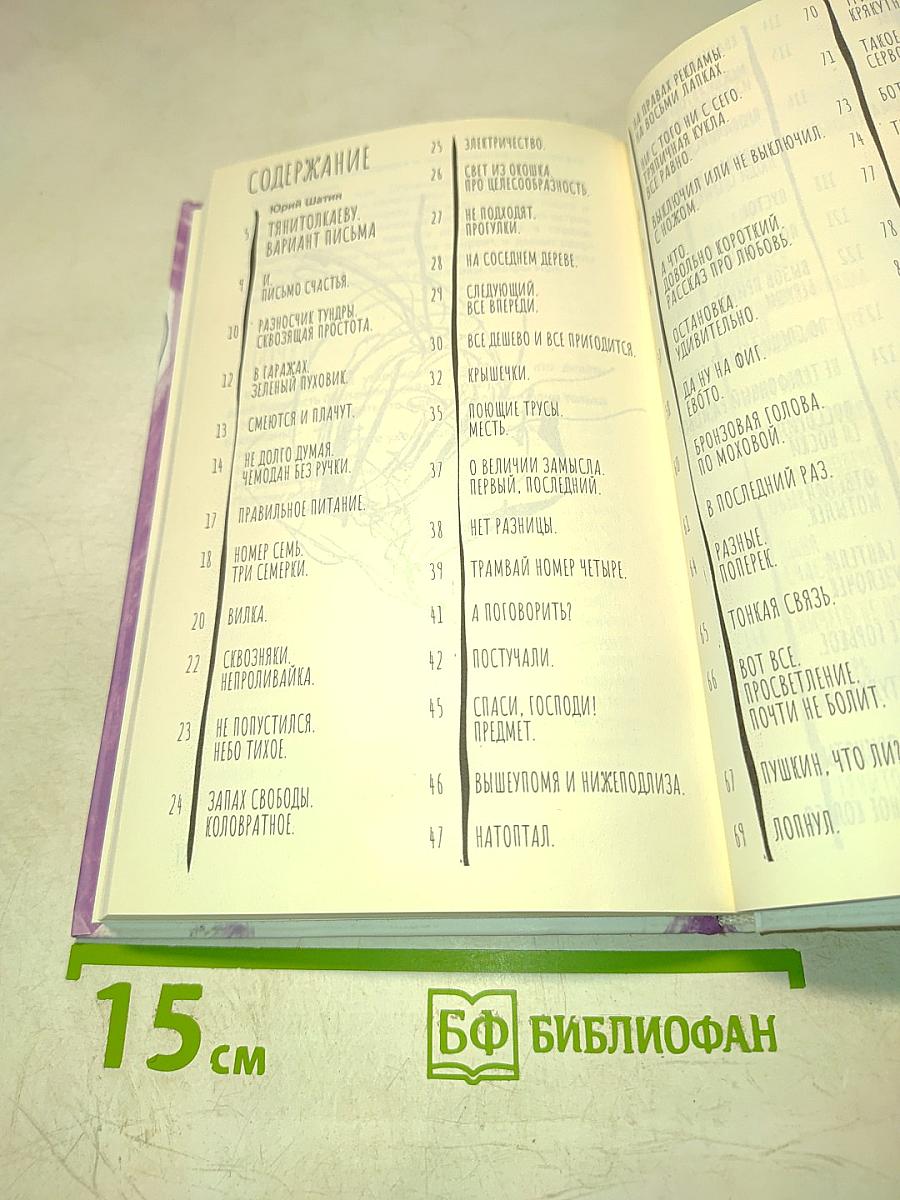 СОДЕРЖАНИЕ
Юрий Шатин
5 ТЯНИТОЛКАЕВУ.
ВАРИАНТ ПИСЬМА
9 И.
ПИСЬМО СЧАСТЬЯ.
10 РАЗНОСЧИК ТУНДРЫ.
СКВОЗЯЩАЯ ПРОСТОТА.
12 В ГАРАЖАХ.
ЗЕЛЕНЫЙ ПУХОВИК.
13 СМЕЮТСЯ И ПЛАЧУТ.
14 НЕ ДОЛГО ДУМАЯ.
ЧЕМОДАН БЕЗ РУЧКИ.
17 ПРАВИЛЬНОЕ ПИТАНИЕ.
18 НОМЕР СЕМЬ.
ТРИ СЕМЕРКИ.
20 ВИЛКА.
22 СКВОЗНЯКИ.
НЕПРОЛИВАЙКА.
23 НЕ ПОПУСТИЛСЯ.
НЕБО ТИХОЕ.
24 ЗАПАХ СВОБОДЫ.
КОЛОВРАТНОЕ.
25 ЭЛЕКТРИЧЕСТВО.
26 СВЕТ ИЗ ОКОШКА.
ПРО ЦЕЛЕСООБРАЗНОСТЬ.
27 НЕ ПОДХОДЯТ.
ПРОГУЛКИ.
28 НА СОСЕДНЕМ ДЕРЕВЕ.
29 СЛЕДУЮЩИЙ.
ВСЕ ВПЕРЕДИ.
30 ВСЕ ДЕШЕВО И ВСЕ ПРИГОДИТСЯ.
32 КРЫШЕЧКИ.
35 ПОЮЩИЕ ТРУСЫ.
МЕСТЬ.
37 О ВЕЛИЧИИ ЗАМЫСЛА.
ПЕРВЫЙ, ПОСЛЕДНИЙ.
38 НЕТ РАЗНИЦЫ.
39 ТРАМВАЙ НОМЕР ЧЕТЫРЕ.
41 А ПОГОВОРИТЬ?
42 ПОСТУЧАЛИ.
45 СПАСИ, ГОСПОДИ!
ПРЕДМЕТ.
46 ВЫШЕУПОМЯ И НИЖЕПОДЛИЗА.
47 НАТОПТАЛ.
НА ПРАВАХ РЕКЛАМЫ.
НА ВОСЬМИ ЛАПКАХ.
НИ С ТОГО НИ С СЕГО.
ТРЯПИЧНАЯ КУКЛА.
ВСЕ РАВНО.
ВЫКЛЮЧИЛ ИЛИ НЕ ВЫКЛЮЧИЛ.
С НОЖОМ.
А ЧТО.
ДОВОЛЬНО КОРОТКИЙ.
РАССКАЗ ПРО ЛЮБОВЬ.
ОСТАНОВКА.
УДИВИТЕЛЬНО.
ДА НУ НА ФИГ.
ЕВОТО.
БРОНЗОВАЯ ГОЛОВА.
ПО МОХОВОЙ.
В ПОСЛЕДНИЙ РАЗ.
РАЗНЫЕ.
ПОПЕРЕК.
65 ТОНКАЯ СВЯЗЬ.
66 ВОТ ВСЕ.
ПРОСВЕТЛЕНИЕ.
ПОЧТИ НЕ БОЛИТ.
67 ПУШКИН, ЧТО
69 ЛОПНУЛ.
70
71
73
74
77
78
15 см
БФ БИБЛИОФАН